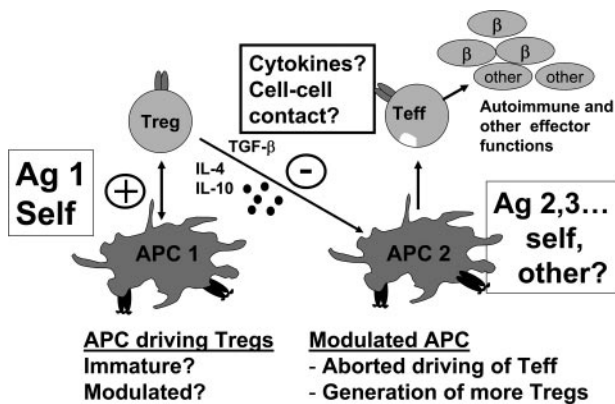 Cytokines?
Cell-cell
contact?
β
β
β
other
other
Treg
Teff
Autoimmune and
other effector
functions
TGF-β
IL-4
IL-10
-
Ag 1
Self
+
APC 1
APC 2
Ag 2,3...
self,
other?
APC driving Tregs
Immature?
Modulated?
Modulated APC
- Aborted driving of Teff
- Generation of more Tregs